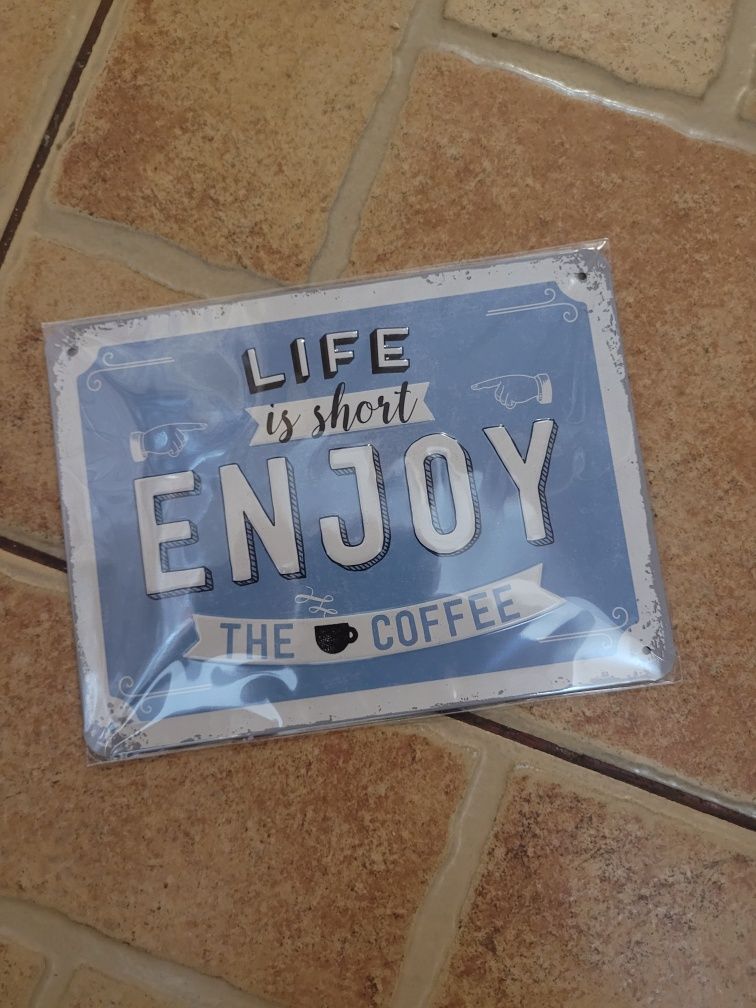 LIFE
is short
ENJOY
THE COFFEE